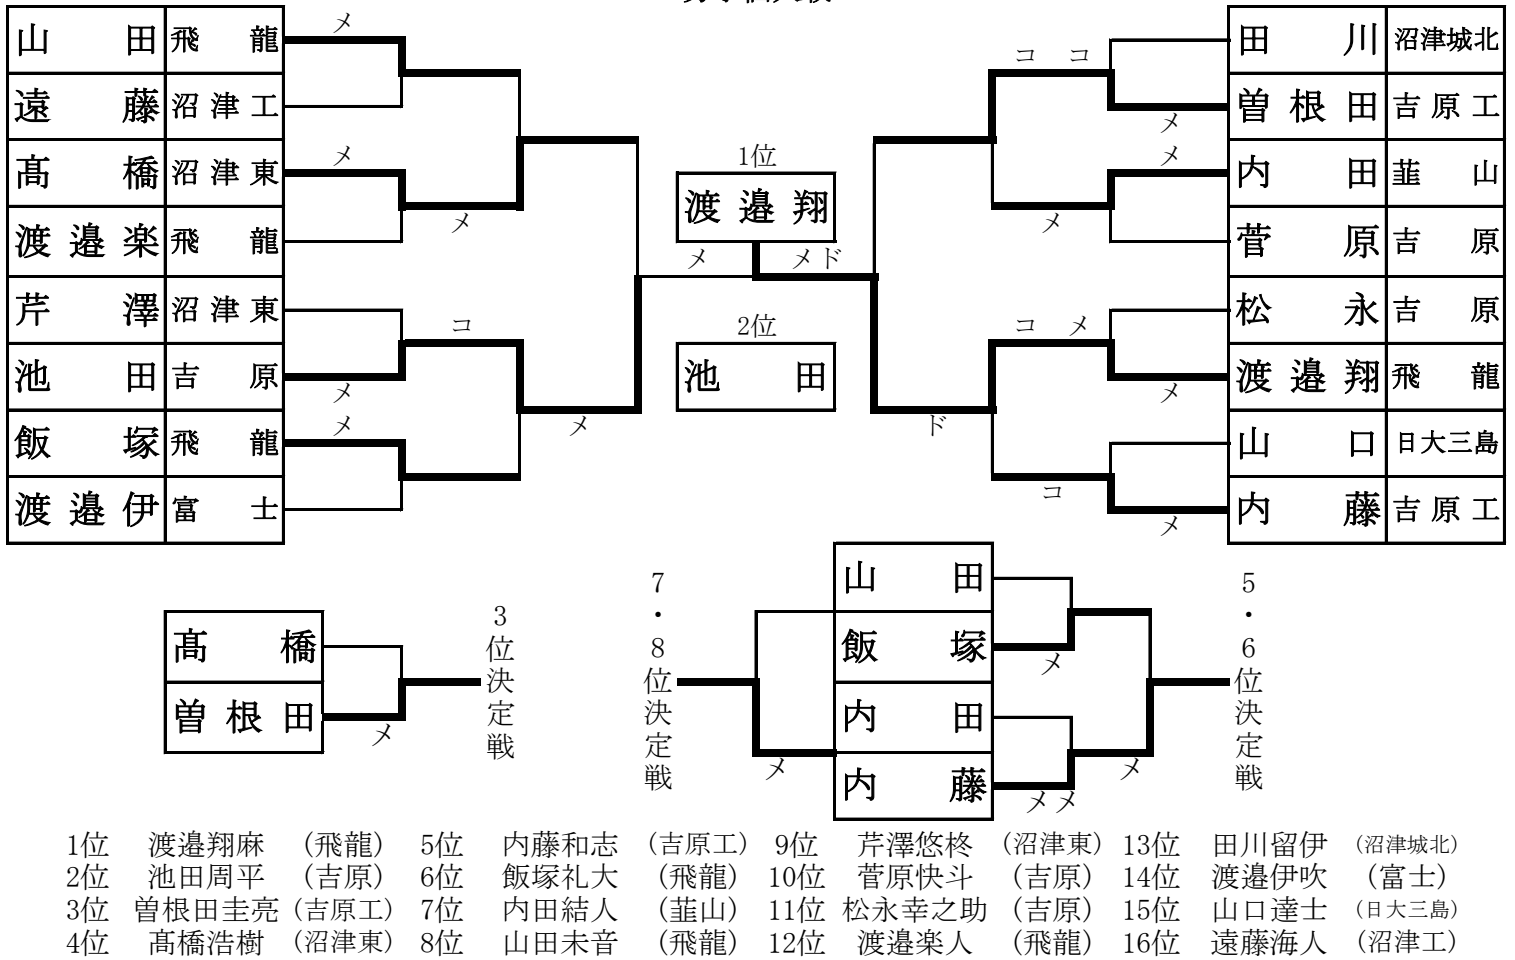 山田 飛龍
遠藤 沼津工
髙橋 沼津東
渡邉楽 飛龍
芹澤 沼津東
池田 吉原
飯塚 飛龍
渡邉伊 富士
メ
メ
メ
コ
メ
メ
メ
1位
渡邉翔
メ メド
2位
池田
田川 沼津城北
曽根田 吉原工
内田 韮山
菅原 吉原
松永 吉原
渡邉翔 飛龍
山口 日大三島
内藤 吉原工
コ コ
メ
メ
メ
コ メ
メ
ド
コ
メ
髙橋
曽根田
メ
3位決定戦
7・8位決定戦
山田
飯塚
内田
内藤
メ
メ
メメ
メ
5・6位決定戦
1位 渡邉翔麻 (飛龍) 5位 内藤和志 (吉原工) 9位 芹澤悠柊 (沼津東) 13位 田川留伊 (沼津城北)
2位 池田周平 (吉原) 6位 飯塚礼大 (飛龍) 10位 菅原快斗 (吉原) 14位 渡邉伊吹 (富士)
3位 曽根田圭亮 (吉原工) 7位 内田結人 (韮山) 11位 松永幸之助 (吉原) 15位 山口達士 (日大三島)
4位 髙橋浩樹 (沼津東) 8位 山田未音 (飛龍) 12位 渡邉楽人 (飛龍) 16位 遠藤海人 (沼津工)